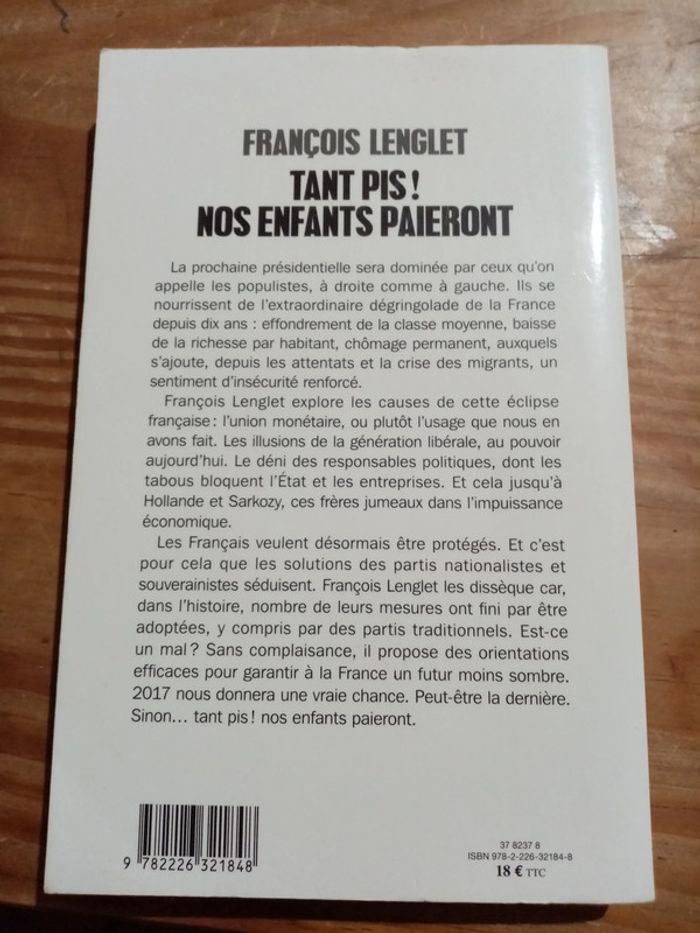 FRANÇOIS LENGLET
TANT PIS !
NOS ENFANTS PAIERONT
La prochaine présidentielle sera dominée par ceux qu'on
appelle les populistes, à droite comme à gauche. Ils se
nourrissent de l'extraordinaire dégringolade de la France
depuis dix ans : effondrement de la classe moyenne, baisse
de la richesse par habitant, chômage permanent, auxquels
s'ajoute, depuis les attentats et la crise des migrants, un
sentiment d'insécurité renforcé.
François Lenglet explore les causes de cette éclipse
française : l'union monétaire, ou plutôt l'usage que nous en
avons fait. Les illusions de la génération libérale, au pouvoir
aujourd'hui. Le déni des responsables politiques, dont les
tabous bloquent l'État et les entreprises. Et cela jusqu'à
Hollande et Sarkozy, ces frères jumeaux dans l'impuissance
économique.
Les Français veulent désormais être protégés. Et c'est
pour cela que les solutions des partis nationalistes et
souverainistes séduisent. François Lenglet les dissèque car,
dans l'histoire, nombre de leurs mesures ont fini par être
adoptées, y compris par des partis traditionnels. Est-ce
un mal ? Sans complaisance, il propose des orientations
efficaces pour garantir à la France un futur moins sombre.
2017 nous donnera une vraie chance. Peut-être la dernière.
Sinon... tant pis ! nos enfants paieront.
9 782226 321848
37 8237 8
ISBN 978-2-226-32184-8
18 € TTC